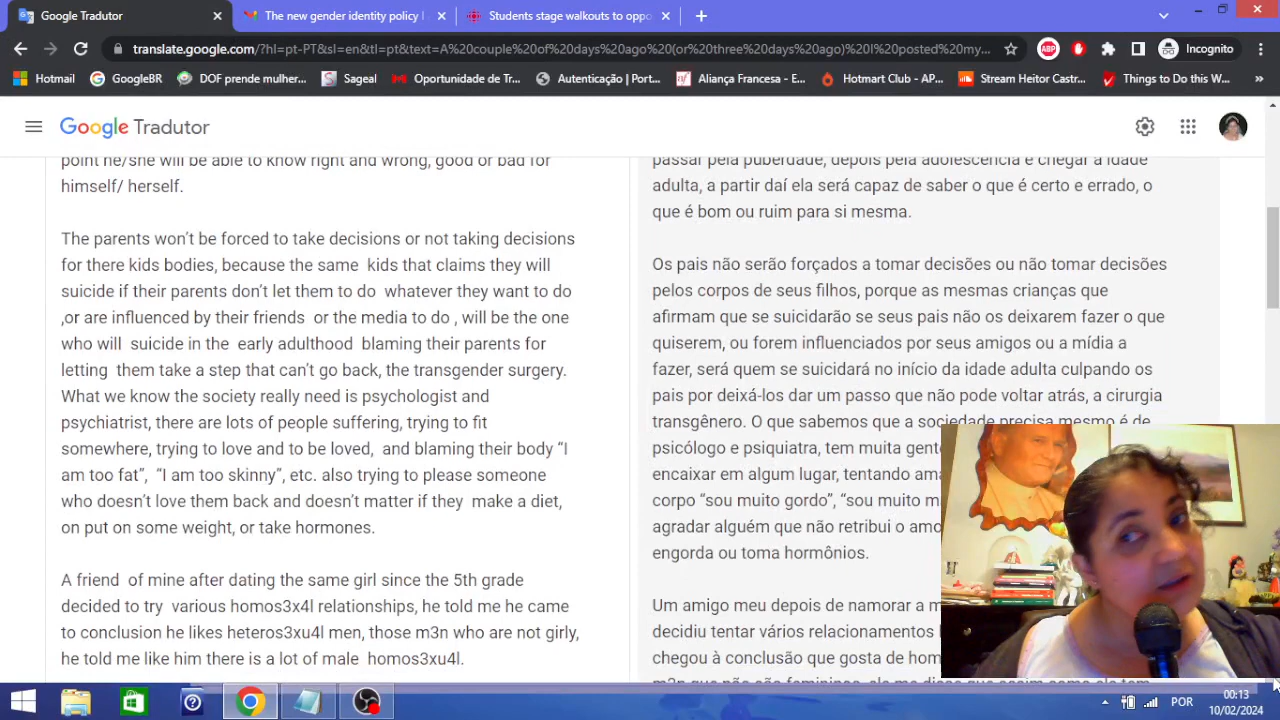 Google Tradutor
The new gender identity policy
Students stage walkouts to oppo
translate.google.com/?hl=pt-PT&sl=en&tl=pt&text=A%20couple%20of%20days%20ago%20(or%20three%20days%20ago)%20I%20posted%20my...
ABP
Incognito
Hotmail
GoogleBR
DOF prende mulher...
Sageal
Oportunidade de Tr...
Autenticação | Port...
Aliança Francesa - E...
Hotmart Club - AP...
Stream Heitor Castr...
Things to Do this W...
Google Tradutor
point he/she will be able to know right and wrong, good or bad for
himself/ herself.
The parents won't be forced to take decisions or not taking decisions
for there kids bodies, because the same kids that claims they will
suicide if their parents don't let them to do whatever they want to do
,or are influenced by their friends or the media to do , will be the one
who will suicide in the early adulthood blaming their parents for
letting them take a step that can't go back, the transgender surgery.
What we know the society really need is psychologist and
psychiatrist, there are lots of people suffering, trying to fit
somewhere, trying to love and to be loved, and blaming their body “I
am too fat”, “I am too skinny”, etc. also trying to please someone
who doesn't love them back and doesn't matter if they make a diet,
on put on some weight, or take hormones.
A friend of mine after dating the same girl since the 5th grade
decided to try various homos3x4l relationships, he told me he came
to conclusion he likes heteros3xu4l men, those m3n who are not girly,
he told me like him there is a lot of male homos3xu4l.
passar pela puberdade, depois pela adolescência e chegar à idade
adulta, a partir daí ela será capaz de saber o que é certo e errado, o
que é bom ou ruim para si mesma.
Os pais não serão forçados a tomar decisões ou não tomar decisões
pelos corpos de seus filhos, porque as mesmas crianças que
afirmam que se suicidarão se seus pais não os deixarem fazer o que
quiserem, ou forem influenciados por seus amigos ou a mídia a
fazer, será quem se suicidará no início da idade adulta culpando os
pais por deixá-los dar um passo que não pode voltar atrás, a cirurgia
transgênero. O que sabemos que a sociedade precisa mesmo é de
psicólogo e psiquiatra, tem muita gente
encaixar em algum lugar, tentando ama
corpo “sou muito gordo”, “sou muito m
agradar alguém que não retribui o amo
engorda ou toma hormônios.
Um amigo meu depois de namorar a m
decidiu tentar vários relacionamentos
chegou à conclusão que gosta de hom
POR
00:13
10/02/2024